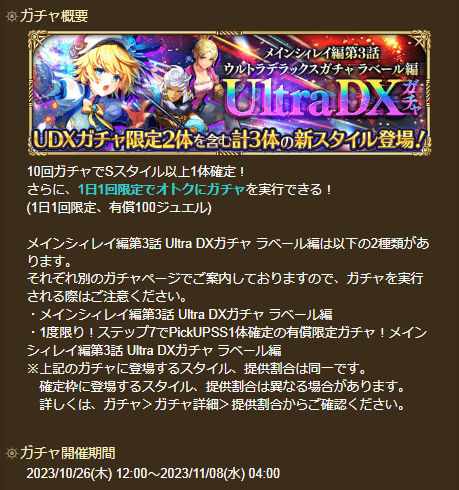 ガチャ概要
メインシィレイ編第3話
ウルトラデラックスガチャ ラベール編
Ultra DX ガチャ
UDXガチャ限定2体を含む計3体の新スタイル登場!
10回ガチャでSスタイル以上1体確定!
さらに、1日1回限定でオトクにガチャを実行できる!
(1日1回限定、有償100ジュエル)
メインシィレイ編第3話 Ultra DXガチャ ラベール編は以下の2種類があ
ります。
それぞれ別のガチャページでご案内しておりますので、ガチャを実行
される際はご注意ください。
・メインシィレイ編第3話 Ultra DXガチャ ラベール編
・1度限り!ステップ7でPickUPSS1体確定の有償限定ガチャ!メイン
シィレイ編第3話 Ultra DXガチャ ラベール編
※上記のガチャに登場するスタイル、提供割合は同一です。
確定枠に登場するスタイル、提供割合は異なる場合があります。
詳しくは、ガチャ>ガチャ詳細>提供割合からご確認ください。
ガチャ開催期間
2023/10/26(木) 12:00～2023/11/08(水) 04:00